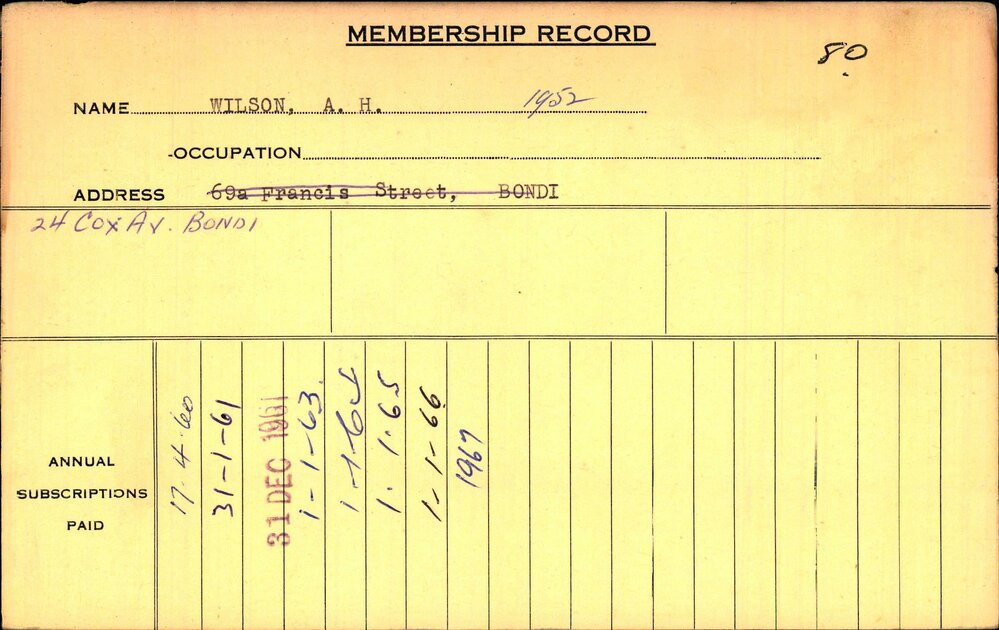 MEMBERSHIP RECORD
80
NAME WILSON, A. H. 1952
OCCUPATION
ADDRESS 69a Francis Street, BONDI
24 Cox Av. BONDI
ANNUAL
SUBSCRIPTIONS
PAID
17.4.60
31-1-61
31 DEC 1961
1-1-63.
1-1-64
1.1.65
1-1-66
1967